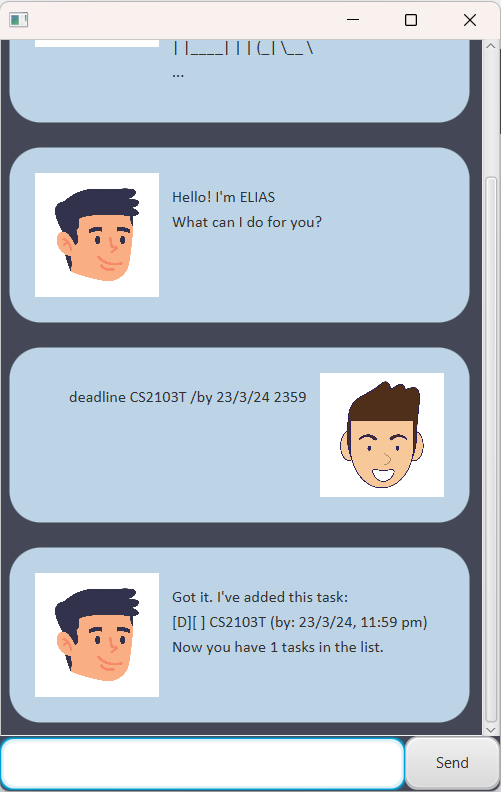 | |____| | | (_| \__ \
...
Hello! I'm ELIAS
What can I do for you?
deadline CS2103T /by 23/3/24 2359
Got it. I've added this task:
[D][ ] CS2103T (by: 23/3/24, 11:59 pm)
Now you have 1 tasks in the list.
Send